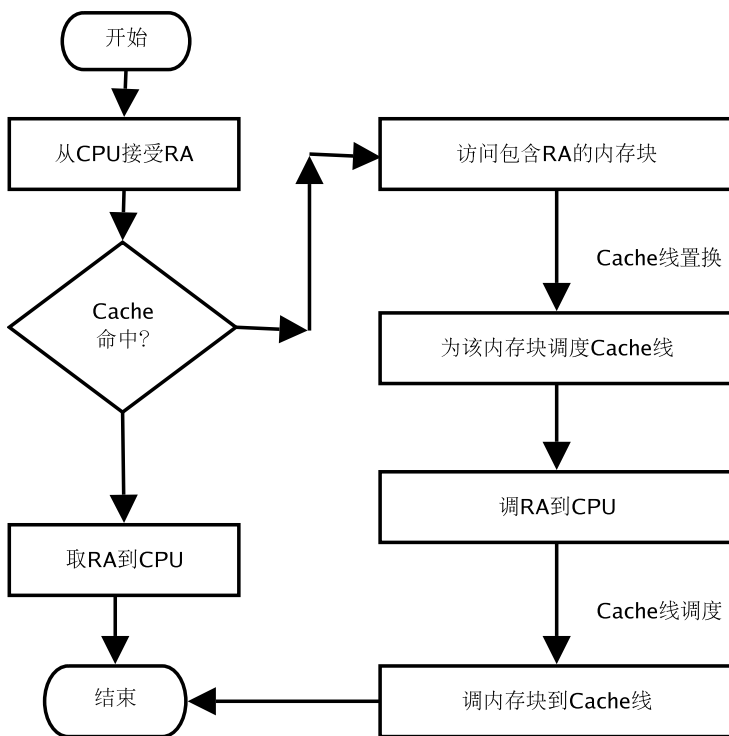 开始
从CPU接受RA
Cache
命中?
取RA到CPU
结束
访问包含RA的内存块
Cache线置换
为该内存块调度Cache线
调RA到CPU
Cache线调度
调内存块到Cache线